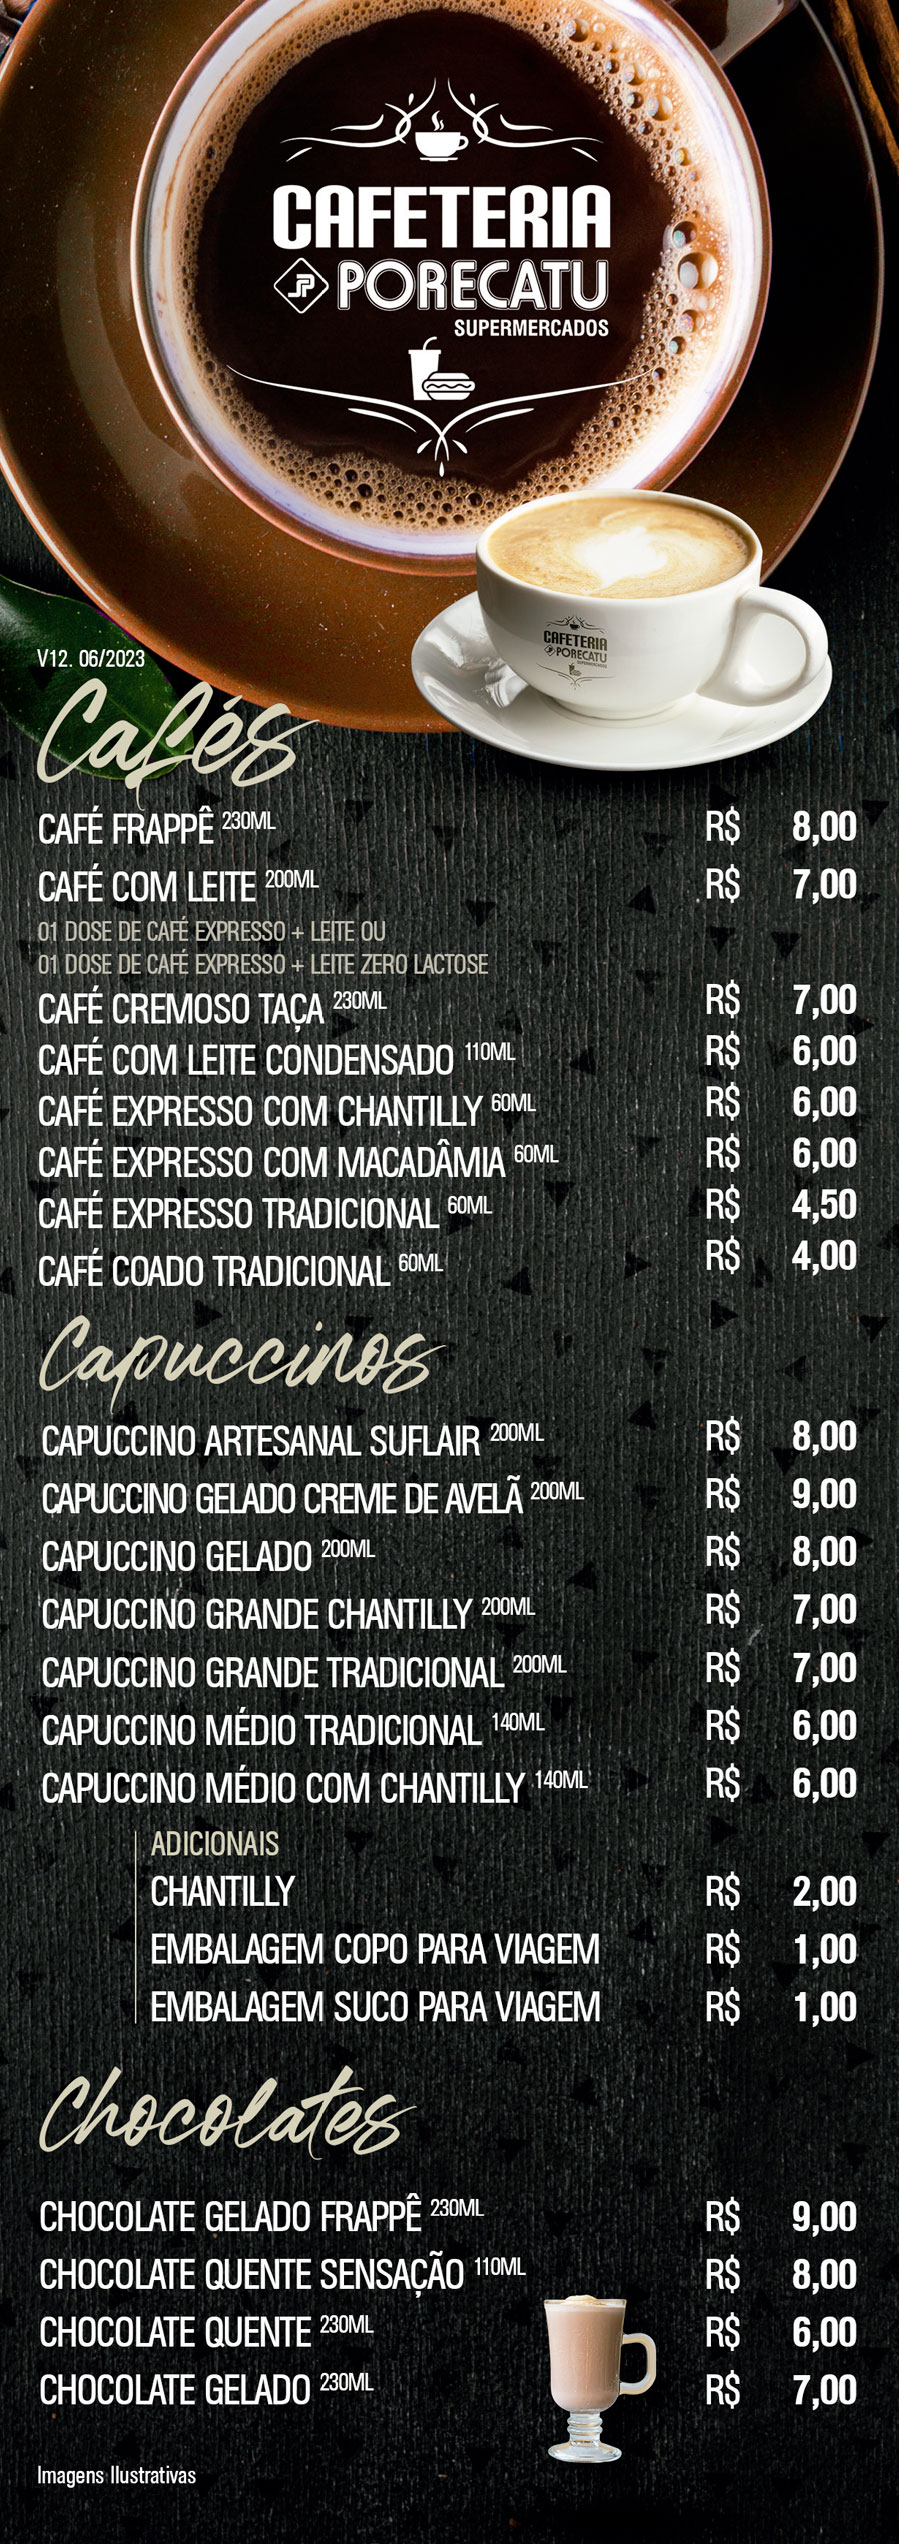 CAFETERIA
PORECATU
SUPERMERCADOS
CAFETERIA
PORECATU
SUPERMERCADOS
V12. 06/2023
Cafés
CAFÉ FRAPPÊ 230ML R$ 8,00
CAFÉ COM LEITE 200ML R$ 7,00
01 DOSE DE CAFÉ EXPRESSO + LEITE OU
01 DOSE DE CAFÉ EXPRESSO + LEITE ZERO LACTOSE
CAFÉ CREMOSO TAÇA 230ML R$ 7,00
CAFÉ COM LEITE CONDENSADO 110ML R$ 6,00
CAFÉ EXPRESSO COM CHANTILLY 60ML R$ 6,00
CAFÉ EXPRESSO COM MACADÂMIA 60ML R$ 6,00
CAFÉ EXPRESSO TRADICIONAL 60ML R$ 4,50
CAFÉ COADO TRADICIONAL 60ML R$ 4,00
Capuccinos
CAPUCCINO ARTESANAL SUFLAIR 200ML R$ 8,00
CAPUCCINO GELADO CREME DE AVELÃ 200ML R$ 9,00
CAPUCCINO GELADO 200ML R$ 8,00
CAPUCCINO GRANDE CHANTILLY 200ML R$ 7,00
CAPUCCINO GRANDE TRADICIONAL 200ML R$ 7,00
CAPUCCINO MÉDIO TRADICIONAL 140ML R$ 6,00
CAPUCCINO MÉDIO COM CHANTILLY 140ML R$ 6,00
ADICIONAIS
CHANTILLY R$ 2,00
EMBALAGEM COPO PARA VIAGEM R$ 1,00
EMBALAGEM SUCO PARA VIAGEM R$ 1,00
Chocolates
CHOCOLATE GELADO FRAPPÊ 230ML R$ 9,00
CHOCOLATE QUENTE SENSAÇÃO 110ML R$ 8,00
CHOCOLATE QUENTE 230ML R$ 6,00
CHOCOLATE GELADO 230ML R$ 7,00
Imagens Ilustrativas